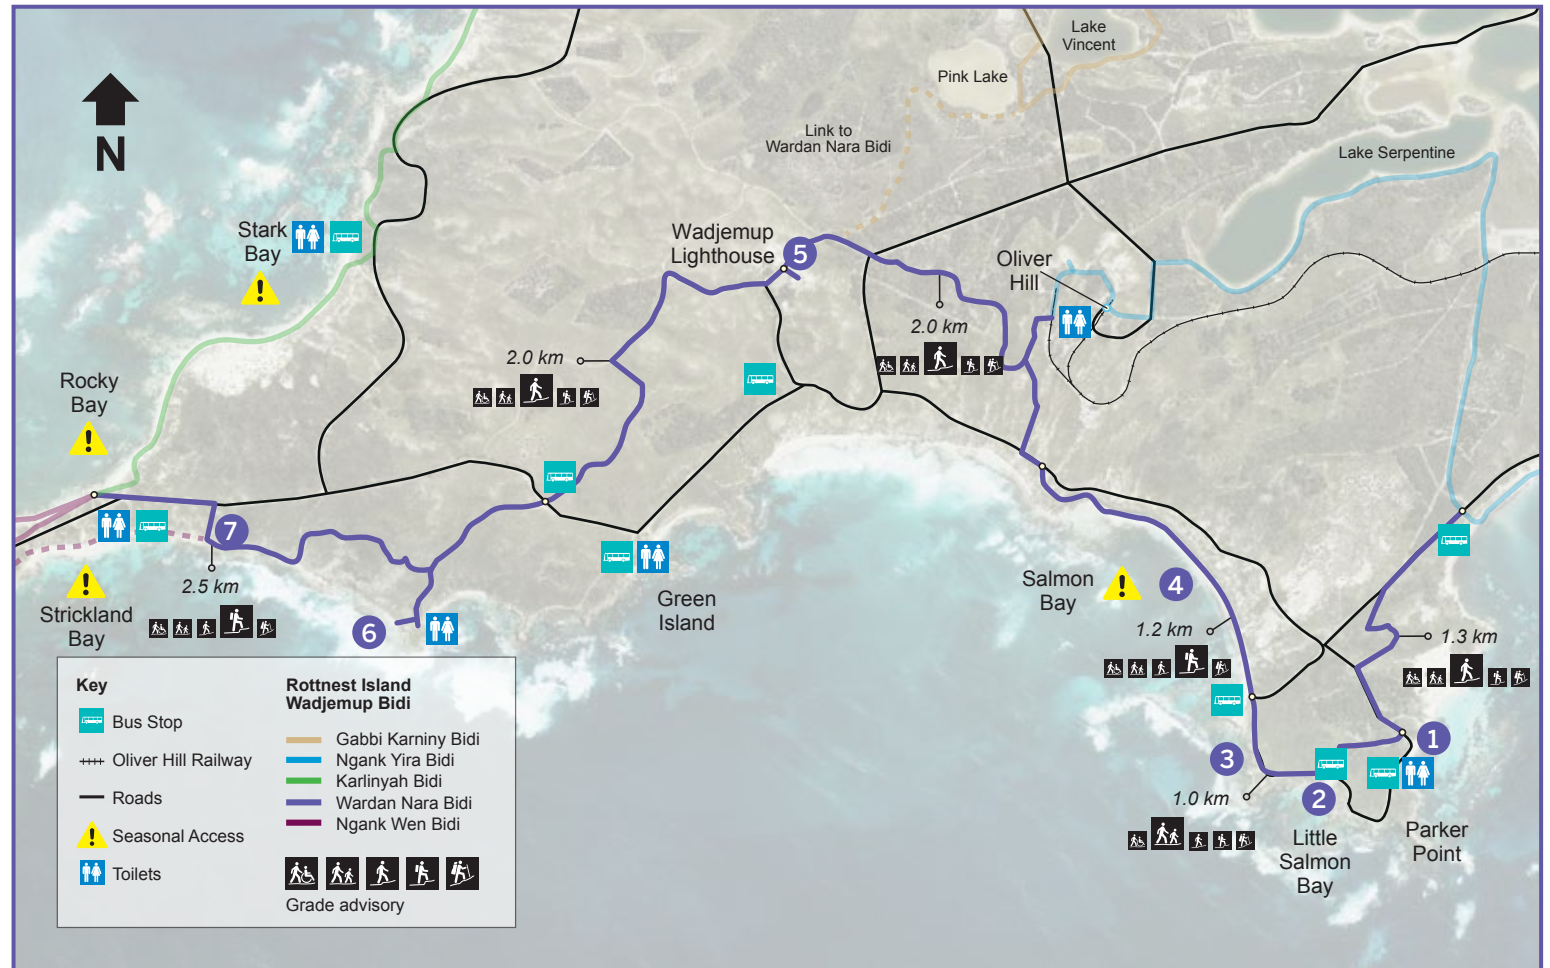 N
Lake
Vincent
Pink Lake
Link to
Wardan Nara Bidi
Lake Serpentine
Stark
Bay
Wadjemup
Lighthouse
5
Oliver
Hill
2.0 km
2.0 km
Rocky
Bay
7
2.5 km
Strickland
Bay
6
Green
Island
Salmon
Bay
4
1.2 km
1.3 km
1
3
2
1.0 km
Little
Salmon
Bay
Parker
Point
Key
Bus Stop
Oliver Hill Railway
Roads
Seasonal Access
Toilets
Rottnest Island
Wadjemup Bidi
Gabbi Karniny Bidi
Ngank Yira Bidi
Karlinyah Bidi
Wardan Nara Bidi
Ngank Wen Bidi
Grade advisory